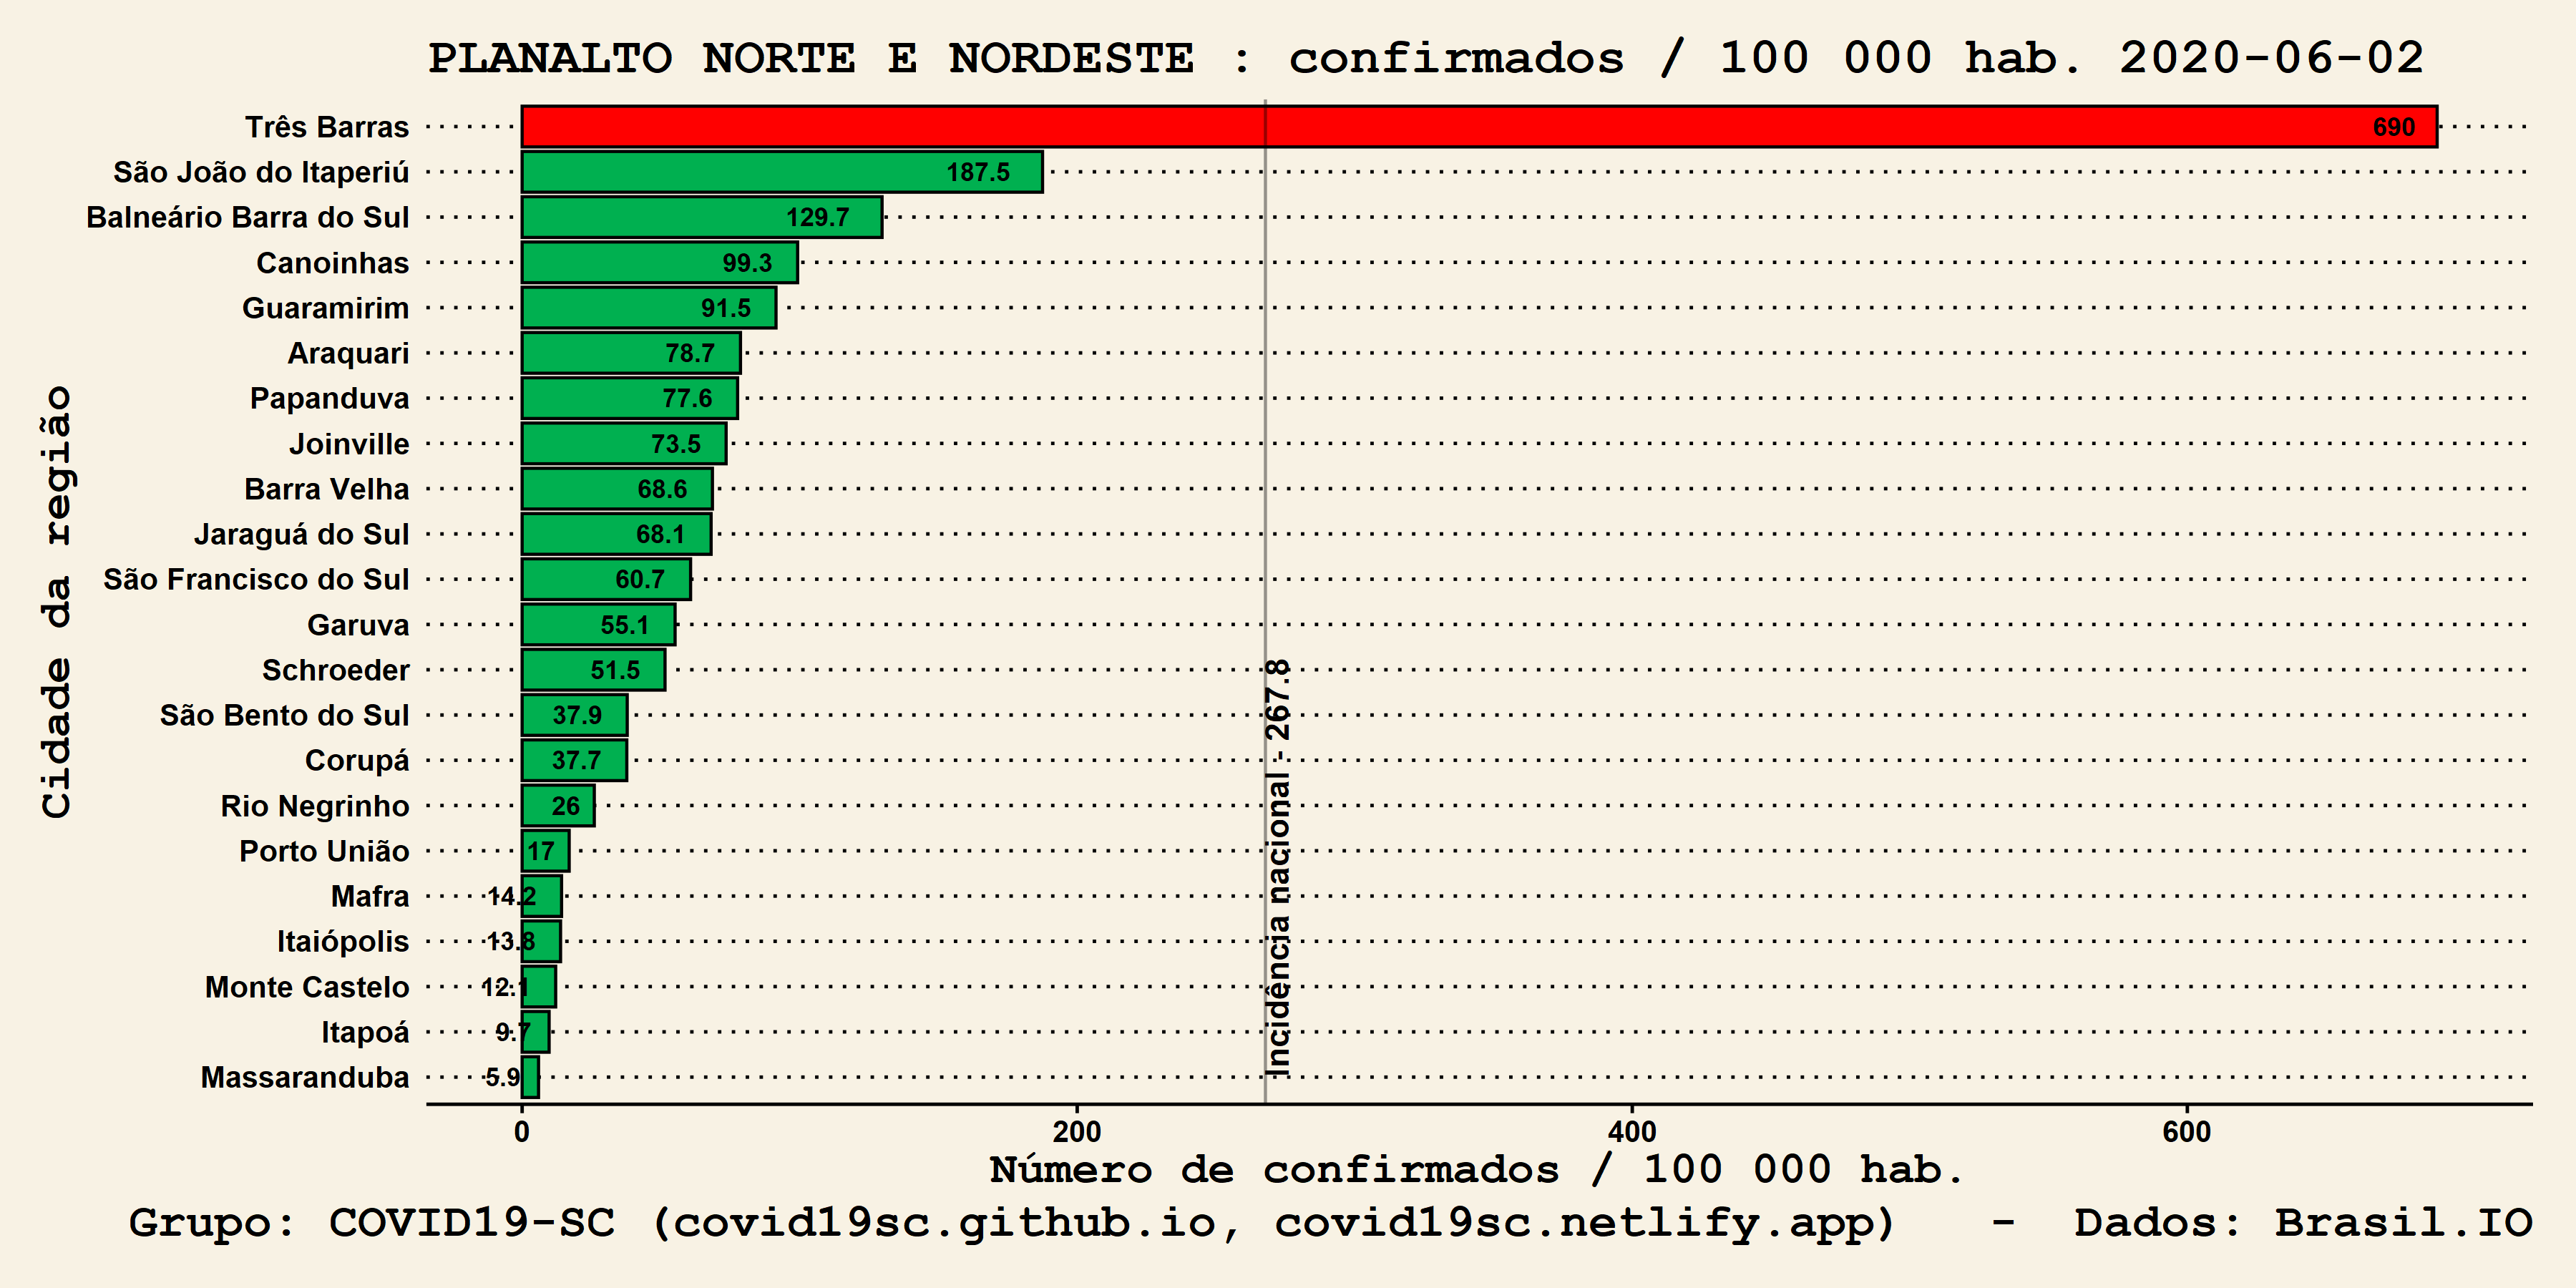 PLANALTO NORTE E NORDESTE : confirmados / 100 000 hab. 2020-06-02
Cidade da região
Três Barras 690
São João do Itaperiú 187.5
Balneário Barra do Sul 129.7
Canoinhas 99.3
Guaramirim 91.5
Araquari 78.7
Papanduva 77.6
Joinville 73.5
Barra Velha 68.6
Jaraguá do Sul 68.1
São Francisco do Sul 60.7
Garuva 55.1
Schroeder 51.5
São Bento do Sul 37.9
Corupá 37.7
Rio Negrinho 26
Porto União 17
Mafra 14.2
Itaiópolis 13.8
Monte Castelo 12.1
Itapoá 9.7
Massaranduba 5.9
Incidência nacional - 267.8
0 200 400 600
Número de confirmados / 100 000 hab.
Grupo: COVID19-SC (covid19sc.github.io, covid19sc.netlify.app) - Dados: Brasil.IO